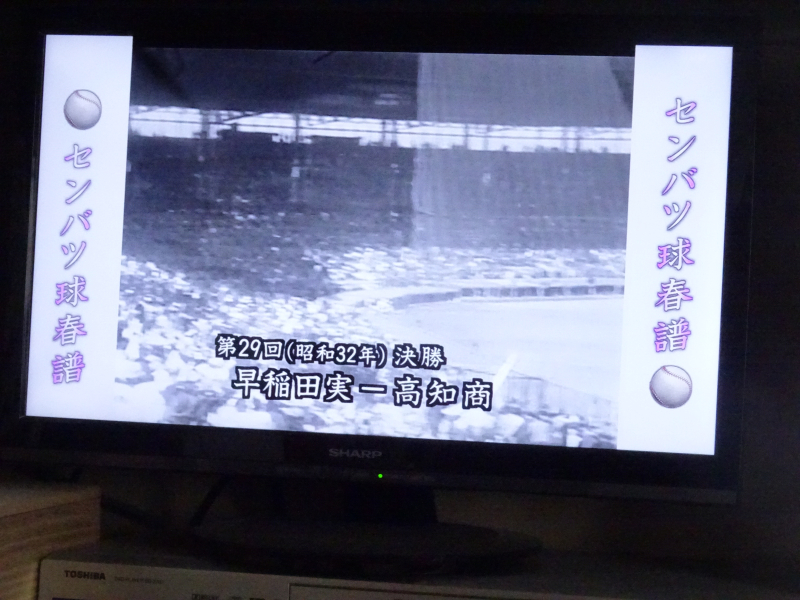 センバツ球春譜
センバツ球春譜
第29回(昭和32年) 決勝
早稲田実ー高知商
SHARP
TOSHIBA